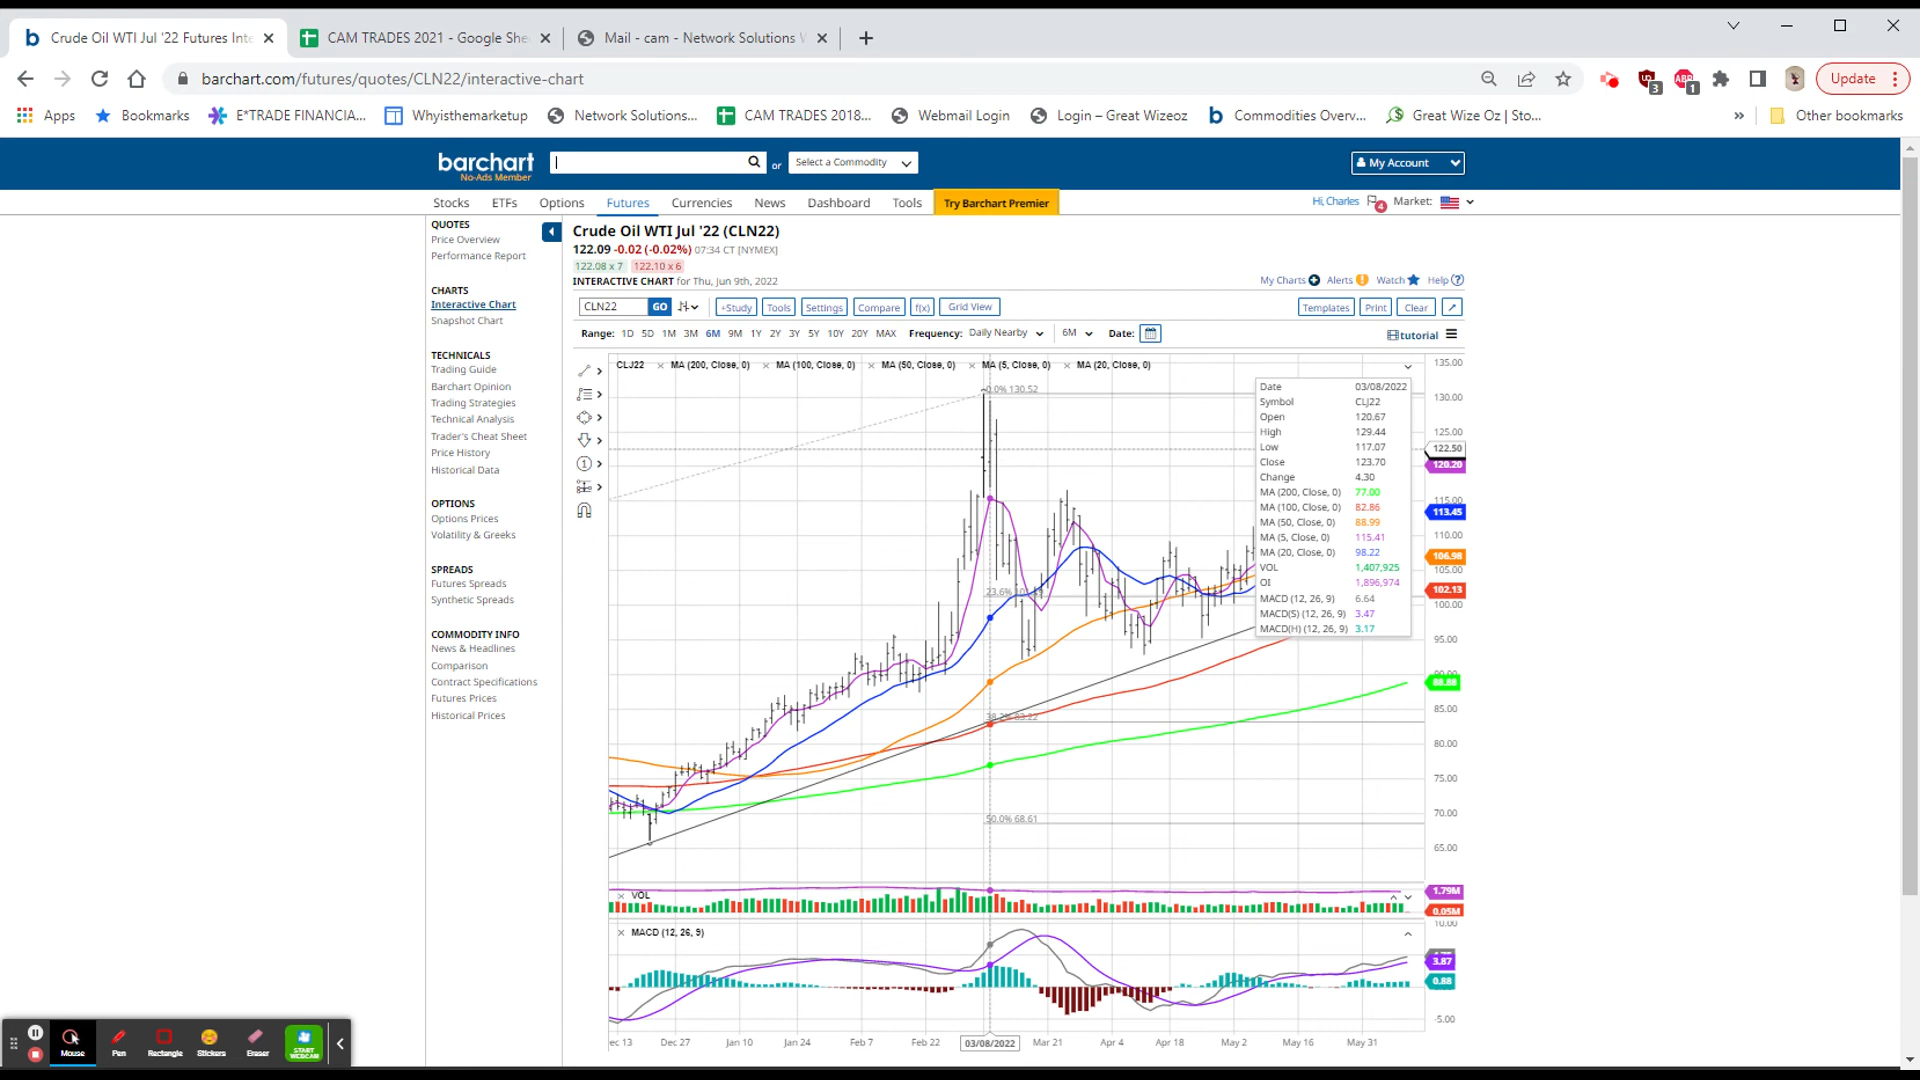 Crude Oil WTI Jul '22 Futures Inte
CAM TRADES 2021 - Google She
Mail - cam - Network Solutions W
barchart.com/futures/quotes/CLN22/interactive-chart
3
1
Update
Apps
Bookmarks
E*TRADE FINANCIA...
Whyisthemarketup
Network Solutions...
CAM TRADES 2018...
Webmail Login
Login – Great Wizeoz
Commodities Overv...
Great Wize Oz | Sto...
»
Other bookmarks
barchart
No-Ads Member
or
Select a Commodity
My Account
Stocks
ETFs
Options
Futures
Currencies
News
Dashboard
Tools
Try Barchart Premier
Hi, Charles
4
Market:
QUOTES
Price Overview
Performance Report
CHARTS
Interactive Chart
Snapshot Chart
TECHNICALS
Trading Guide
Barchart Opinion
Trading Strategies
Technical Analysis
Trader's Cheat Sheet
Price History
Historical Data
OPTIONS
Options Prices
Volatility & Greeks
SPREADS
Futures Spreads
Synthetic Spreads
COMMODITY INFO
News & Headlines
Comparison
Contract Specifications
Futures Prices
Historical Prices
Crude Oil WTI Jul '22 (CLN22)
122.09 -0.02 (-0.02%) 07:34 CT [NYMEX]
122.08 x 7 122.10 x 6
INTERACTIVE CHART for Thu, Jun 9th, 2022
My Charts
Alerts
Watch
Help
CLN22
GO
+Study
Tools
Settings
Compare
f(x)
Grid View
Templates
Print
Clear
Range: 1D 5D 1M 3M 6M 9M 1Y 2Y 3Y 5Y 10Y 20Y MAX
Frequency: Daily Nearby
6M
Date:
tutorial
CLJ22
MA (200, Close, 0)
MA (100, Close, 0)
MA (50, Close, 0)
MA (5, Close, 0)
MA (20, Close, 0)
0.0% 130.52
38.2% 83.22
50.0% 68.61
Date 03/08/2022
Symbol CLJ22
Open 120.67
High 129.44
Low 117.07
Close 123.70
Change 4.30
MA (200, Close, 0) 77.00
MA (100, Close, 0) 82.86
MA (50, Close, 0) 88.99
MA (5, Close, 0) 115.41
MA (20, Close, 0) 98.22
VOL 1,407,925
OI 1,896,974
MACD (12, 26, 9) 6.64
MACD(S) (12, 26, 9) 3.47
MACD(H) (12, 26, 9) 3.17
135.00
130.00
125.00
122.50
120.20
115.00
113.45
110.00
106.98
105.00
102.13
100.00
95.00
90.00
85.00
80.00
75.00
70.00
65.00
VOL
1.79M
0.05M
10.00
MACD (12, 26, 9)
3.87
0.88
-5.00
Dec 27
Jan 10
Jan 24
Feb 7
Feb 22
03/08/2022
Mar 21
Apr 4
Apr 18
May 2
May 16
May 31
Mouse
Pen
Rectangle
Stickers
Eraser
START
WEBCAM